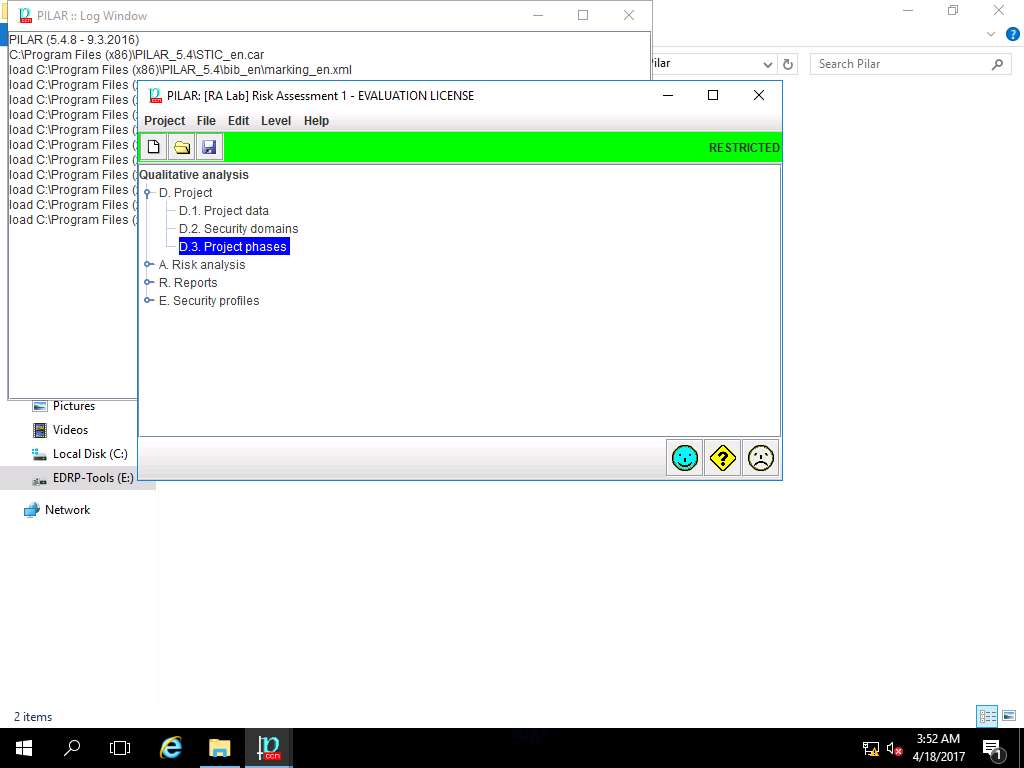 PILAR :: Log Window
PILAR (5.4.8 - 9.3.2016)
C:\Program Files (x86)\PILAR_5.4\STIC_en.car
load C:\Program Files (x86)\PILAR_5.4\bib_en\marking_en.xml
load C:\Program Files (
load C:\Program Files (
load C:\Program Files (
load C:\Program Files (
load C:\Program Files (
load C:\Program Files (
load C:\Program Files (
load C:\Program Files (
load C:\Program Files (
load C:\Program Files (
Pilar
Search Pilar
PILAR: [RA Lab] Risk Assessment 1 - EVALUATION LICENSE
Project File Edit Level Help
RESTRICTED
Qualitative analysis
D. Project
D.1. Project data
D.2. Security domains
D.3. Project phases
A. Risk analysis
R. Reports
E. Security profiles
Pictures
Videos
Local Disk (C:)
EDRP-Tools (E:)
Network
2 items
3:52 AM
4/18/2017
1